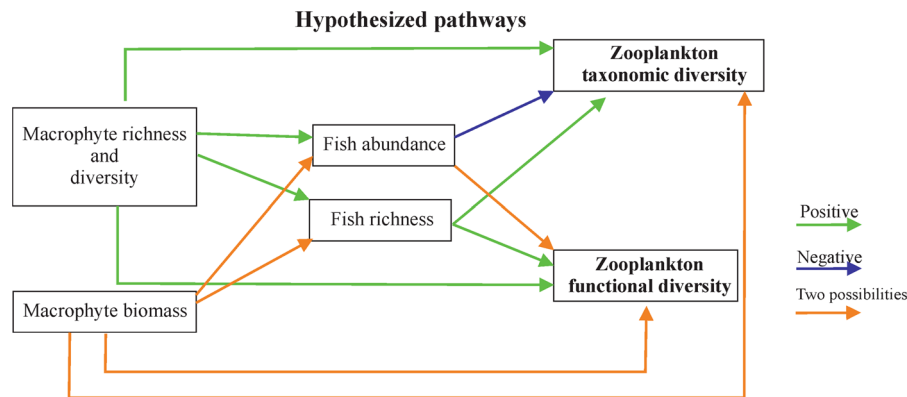 Hypothesized pathways
Zooplankton
taxonomic diversity
Macrophyte richness
and
diversity
Fish abundance
Fish richness
Zooplankton
functional diversity
Macrophyte biomass
Positive
Negative
Two possibilities